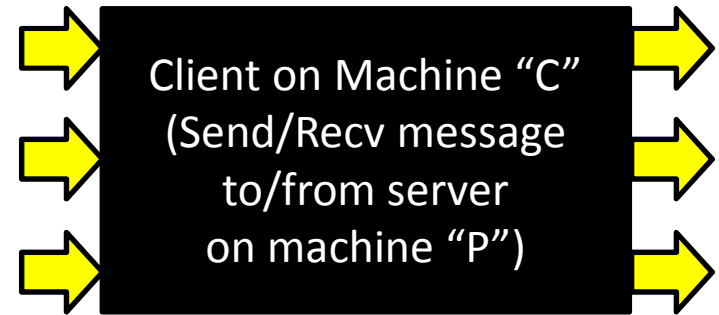 Client on Machine “C”
(Send/Recv message
to/from server
on machine “P”)